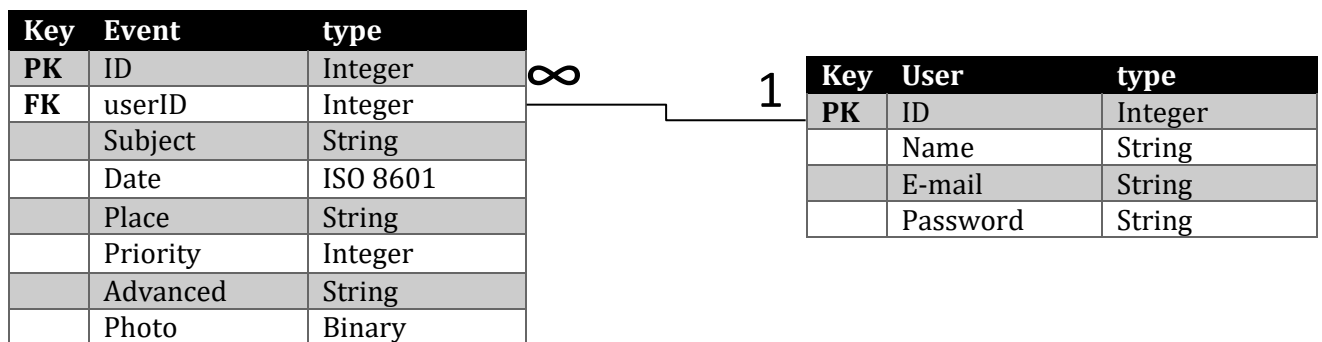 Key Event type
PK ID Integer
FK userID Integer
Subject String
Date ISO 8601
Place String
Priority Integer
Advanced String
Photo Binary
∞
1
Key User type
PK ID Integer
Name String
E-mail String
Password String